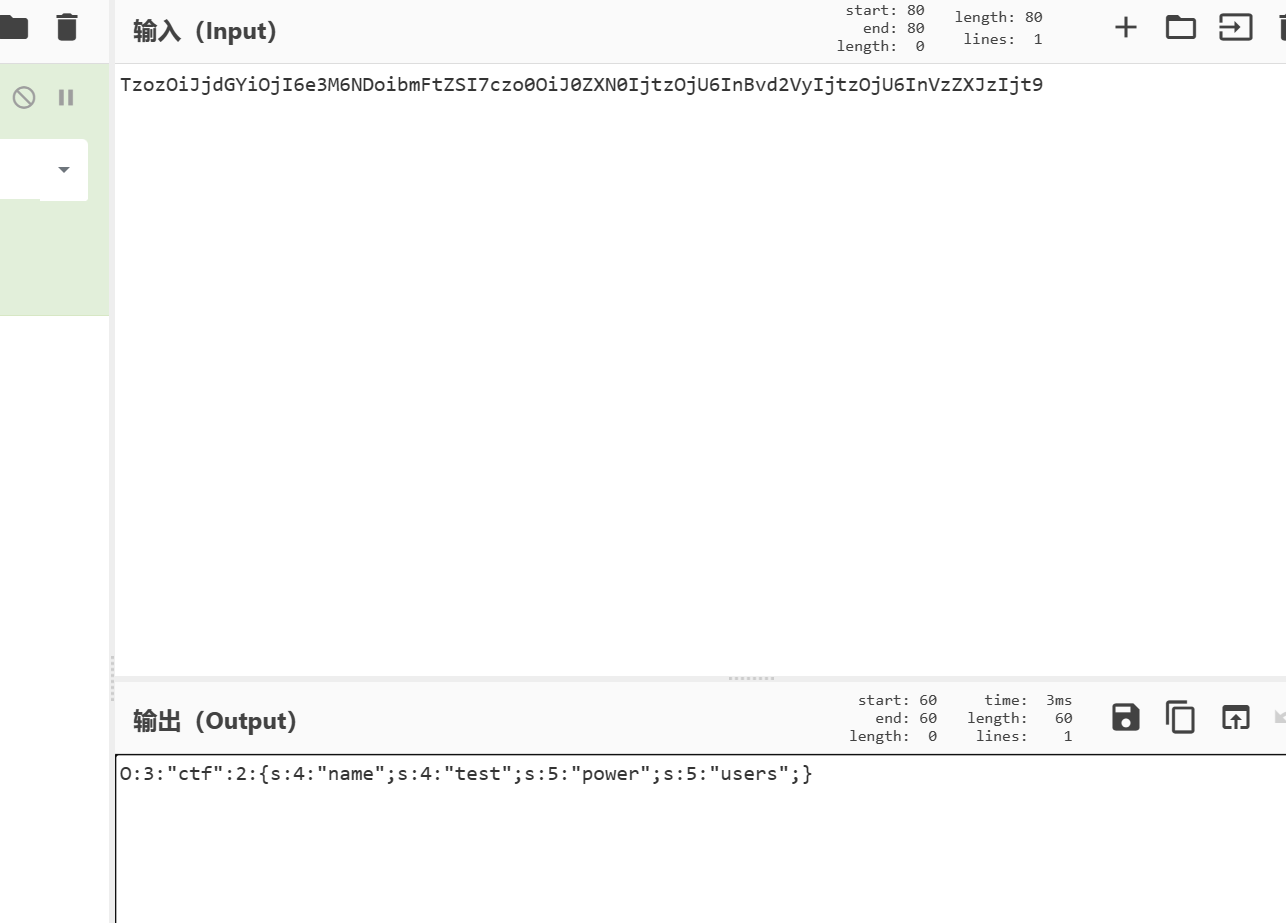 输入（Input）
start: 80
end: 80
length: 0
length: 80
lines: 1
TzozOiJjdGYiOjI6e3M6NDoibmFtZSI7czo0OiJ0ZXN0IjtzOjU6InBvd2VyIjtzOjU6InVzZXJzIjt9
输出（Output）
start: 60
end: 60
length: 0
time: 3ms
length: 60
lines: 1
O:3:"ctf":2:{s:4:"name";s:4:"test";s:5:"power";s:5:"users";}